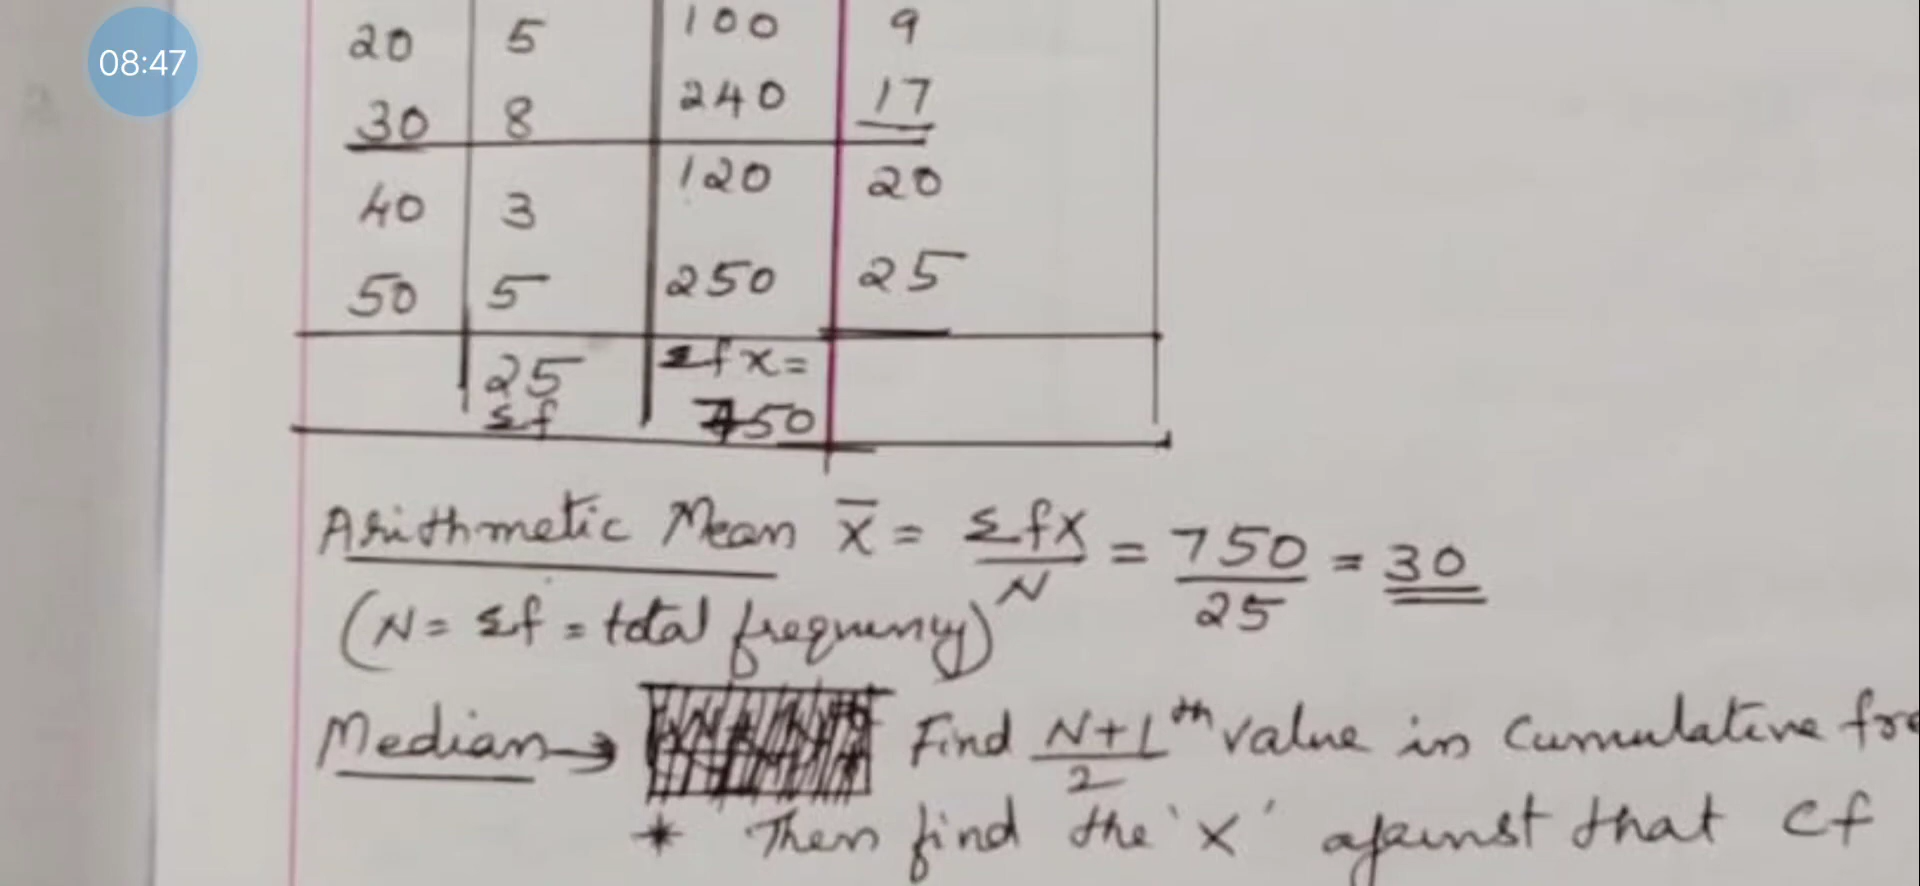 08:47
20 5 100 9
30 8 240 17
40 3 120 20
50 5 250 25
25 Σfx =
Σf 750
Arithmetic Mean x̄ = Σfx/N = 750/25 = 30
(N = Σf = total frequency)
Median → Find N+1/2 th value in Cumulative fre
* Then find the 'x' against that cf